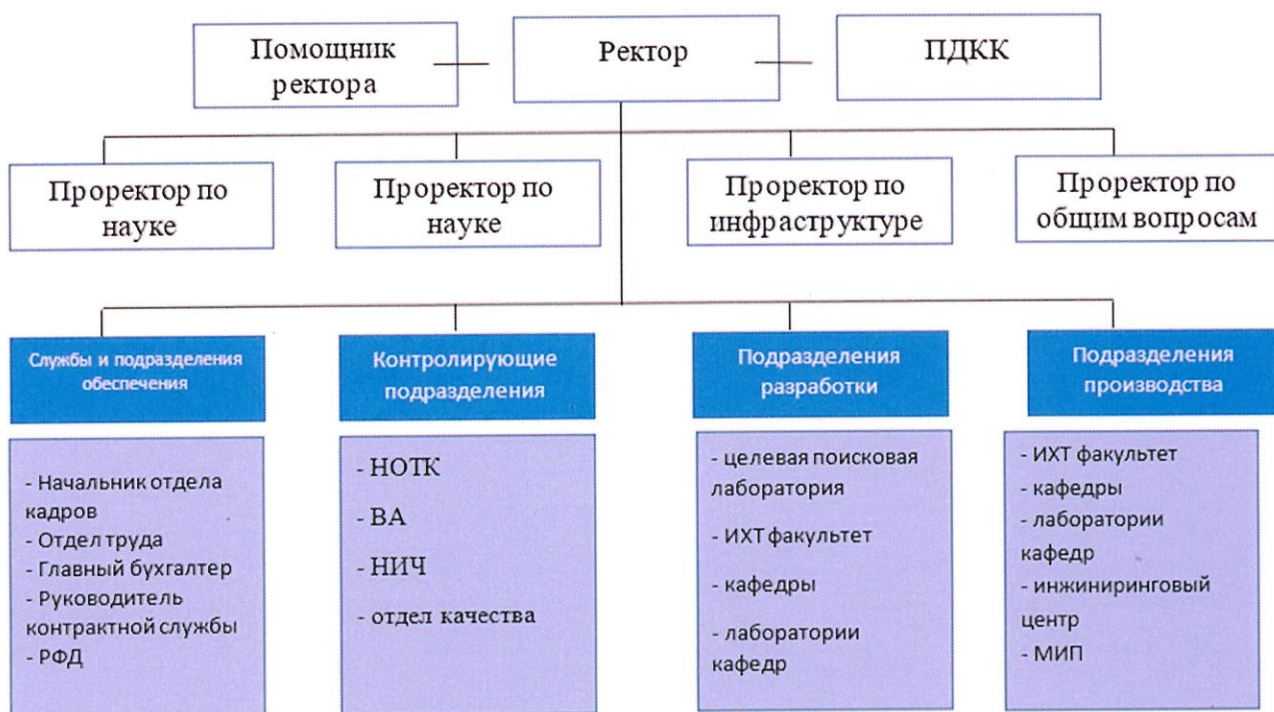 Помощник
ректора
Ректор
ПДКК
Проректор по
науке
Проректор по
науке
Проректор по
инфраструктуре
Проректор по
общим вопросам
Службы и подразделения
обеспечения
Контролирующие
подразделения
Подразделения
разработки
Подразделения
производства
- Начальник отдела
кадров
- Отдел труда
- Главный бухгалтер
- Руководитель
контрактной службы
- РФД
- НОТК
- ВА
- НИЧ
- отдел качества
- целевая поисковая
лаборатория
- ИХТ факультет
- кафедры
- лаборатории
кафедр
- ИХТ факультет
- кафедры
- лаборатории
кафедр
- инжиниринговый
центр
- МИП